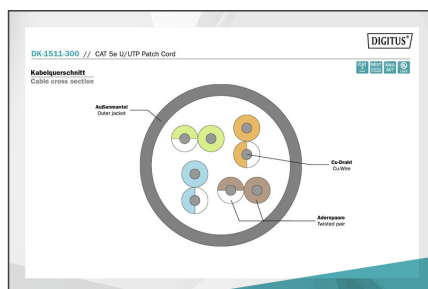 DIGITUS®
DK-1511-300 // CAT 5e U/UTP Patch Cord
Kabelquerschnitt
Cable cross section
Außenmantel
Outer jacket
Cu-Draht
Cu-Wire
Adernpaare
Twisted pair